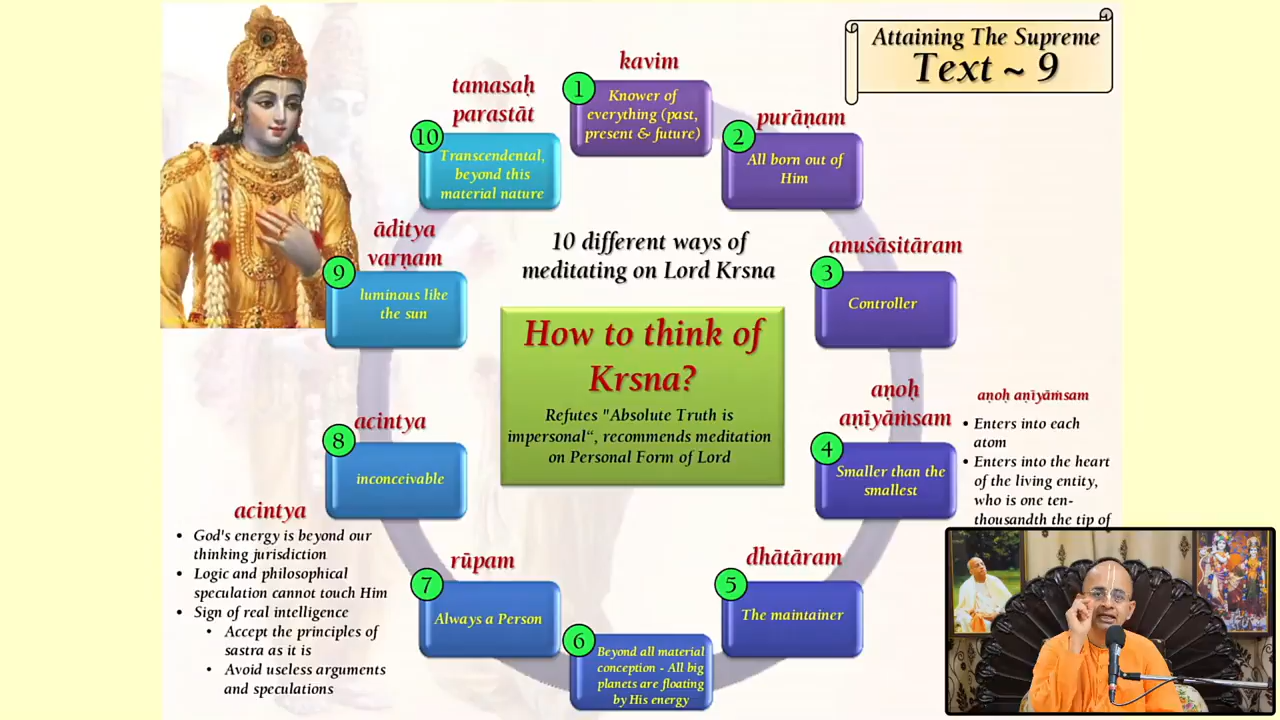 Attaining The Supreme
Text ~ 9
kavim
1
Knower of
everything (past,
present & future)
purāṇam
2
All born out of
Him
anuśāsitāram
3
Controller
aṇoḥ
aṇīyāṁsam
4
Smaller than the
smallest
aṇoḥ aṇīyāṁsam
• Enters into each
atom
• Enters into the heart
of the living entity,
who is one ten-
thousandth the tip of
dhātāram
5
The maintainer
6
Beyond all material
conception - All big
planets are floating
by His energy
rūpam
7
Always a Person
acintya
8
inconceivable
acintya
• God's energy is beyond our
thinking jurisdiction
• Logic and philosophical
speculation cannot touch Him
• Sign of real intelligence
• Accept the principles of
sastra as it is
• Avoid useless arguments
and speculations
āditya
varṇam
9
luminous like
the sun
tamasaḥ
parastāt
10
Transcendental,
beyond this
material nature
10 different ways of
meditating on Lord Krsna
How to think of
Krsna?
Refutes "Absolute Truth is
impersonal“, recommends meditation
on Personal Form of Lord